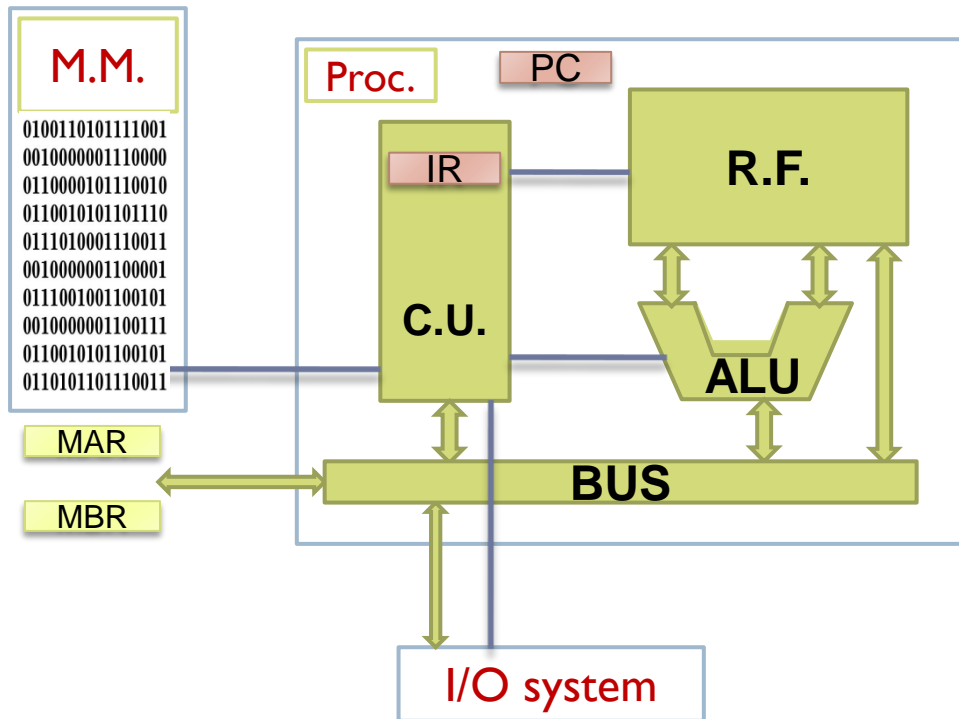 M.M.
0100110101111001
0010000001110000
0110000101110010
0110010101101110
0111010001110011
0010000001100001
0111001001100101
0010000001100111
0110010101100101
0110101101110011
MAR
MBR
Proc.
PC
IR
C.U.
R.F.
ALU
BUS
I/O system